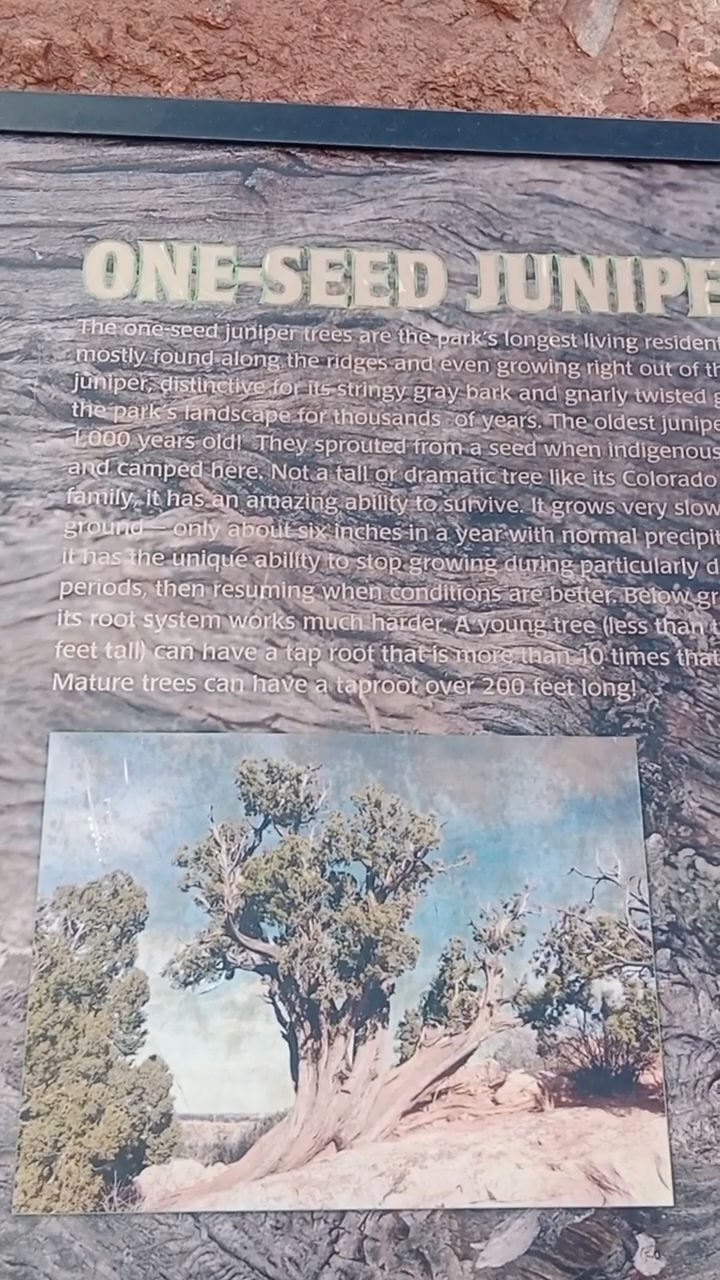 ONE-SEED JUNIPE
The one-seed juniper trees are the park's longest living resident
mostly found along the ridges and even growing right out of th
juniper, distinctive for its stringy gray bark and gnarly twisted
the park's landscape for thousands of years. The oldest junipe
1,000 years old! They sprouted from a seed when indigenous
and camped here. Not a tall or dramatic tree like its Colorado
family, it has an amazing ability to survive. It grows very slow
ground— only about six inches in a year with normal precipit
it has the unique ability to stop growing during particularly d
periods, then resuming when conditions are better. Below gr
its root system works much harder. A young tree (less than
feet tall) can have a tap root that is more than 10 times that
Mature trees can have a taproot over 200 feet long!